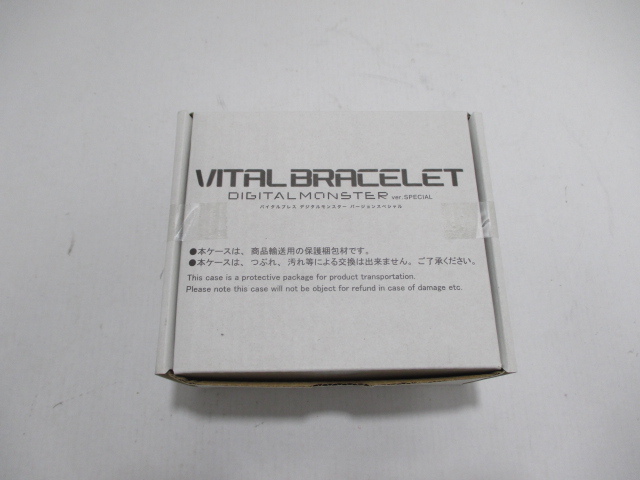 VITAL BRACELET
DIGITAL MONSTER ver.SPECIAL
バイタルブレス デジタルモンスター バージョンスペシャル
●本ケースは、商品輸送用の保護梱包材です。
●本ケースは、つぶれ、汚れ等による交換は出来ません。ご了承ください。
This case is a protective package for product transportation.
Please note this case will not be object for refund in case of damage etc.